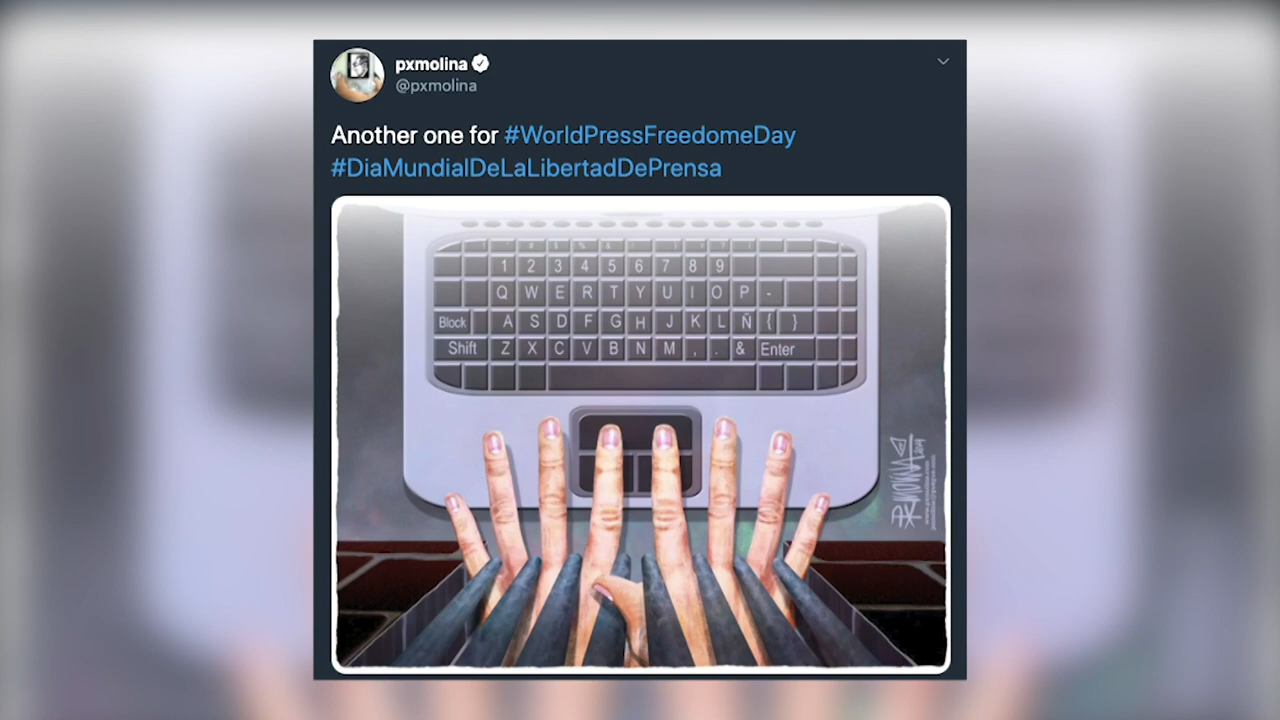 pxmolina
@pxmolina
Another one for #WorldPressFreedomeDay
#DiaMundialDeLaLibertadDePrensa
1 2 3 4 5 6 7 8 9
Q W E R T Y U I O P -
Block A S D F G H J K L Ñ { }
Shift Z X C V B N M , . & Enter